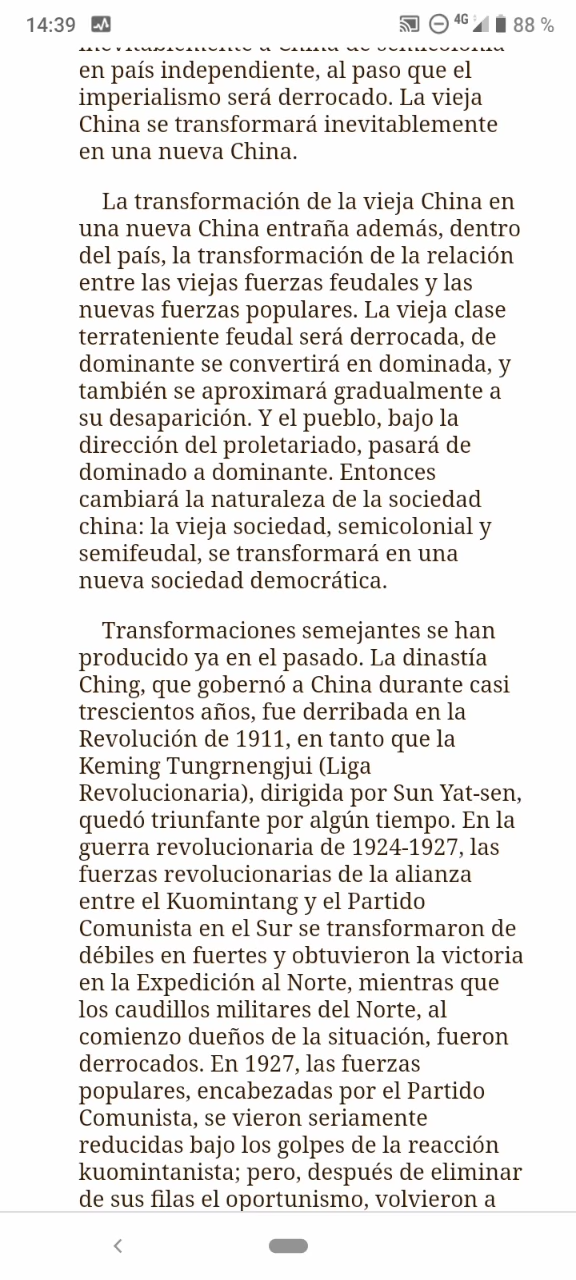 14:39
4G
88 %
inevitablemente a China de semicolonia
en país independiente, al paso que el
imperialismo será derrocado. La vieja
China se transformará inevitablemente
en una nueva China.
La transformación de la vieja China en
una nueva China entraña además, dentro
del país, la transformación de la relación
entre las viejas fuerzas feudales y las
nuevas fuerzas populares. La vieja clase
terrateniente feudal será derrocada, de
dominante se convertirá en dominada, y
también se aproximará gradualmente a
su desaparición. Y el pueblo, bajo la
dirección del proletariado, pasará de
dominado a dominante. Entonces
cambiará la naturaleza de la sociedad
china: la vieja sociedad, semicolonial y
semifeudal, se transformará en una
nueva sociedad democrática.
Transformaciones semejantes se han
producido ya en el pasado. La dinastía
Ching, que gobernó a China durante casi
trescientos años, fue derribada en la
Revolución de 1911, en tanto que la
Keming Tungrnengjui (Liga
Revolucionaria), dirigida por Sun Yat-sen,
quedó triunfante por algún tiempo. En la
guerra revolucionaria de 1924-1927, las
fuerzas revolucionarias de la alianza
entre el Kuomintang y el Partido
Comunista en el Sur se transformaron de
débiles en fuertes y obtuvieron la victoria
en la Expedición al Norte, mientras que
los caudillos militares del Norte, al
comienzo dueños de la situación, fueron
derrocados. En 1927, las fuerzas
populares, encabezadas por el Partido
Comunista, se vieron seriamente
reducidas bajo los golpes de la reacción
kuomintanista; pero, después de eliminar
de sus filas el oportunismo, volvieron a